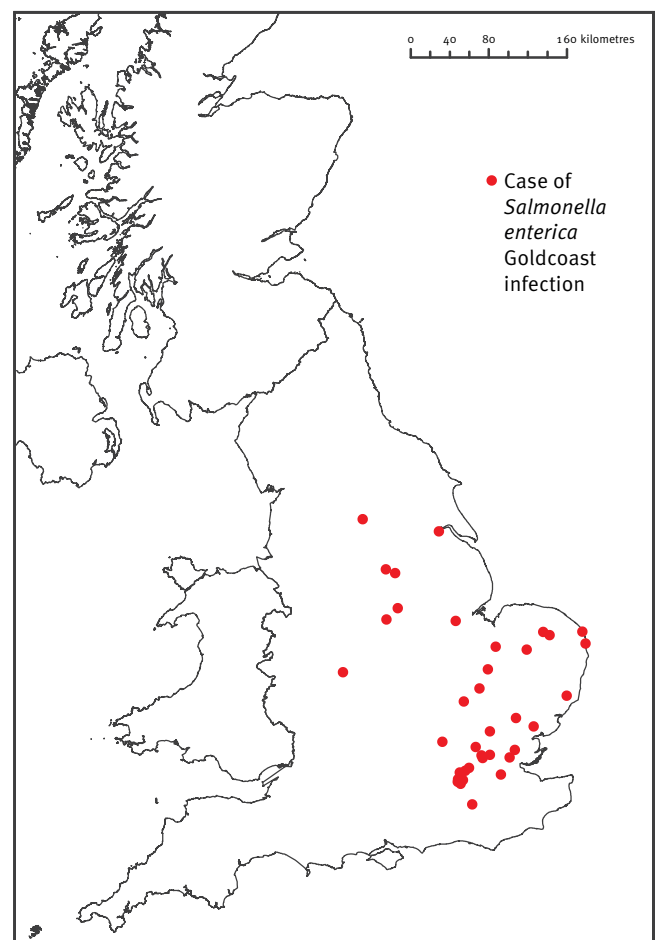 0 40 80 160 kilometres
Case of
Salmonella
enterica
Goldcoast
infection